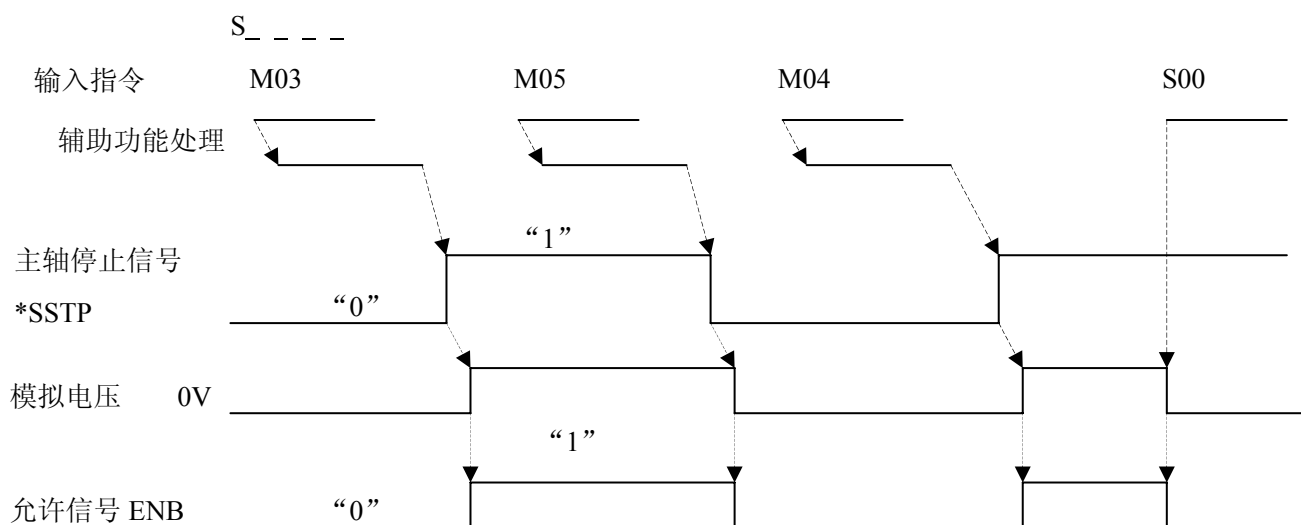 S_ _ _ _
输入指令 M03 M05 M04 S00
辅助功能处理
“1”
主轴停止信号
*SSTP “0”
模拟电压 0V
“1”
允许信号 ENB “0”